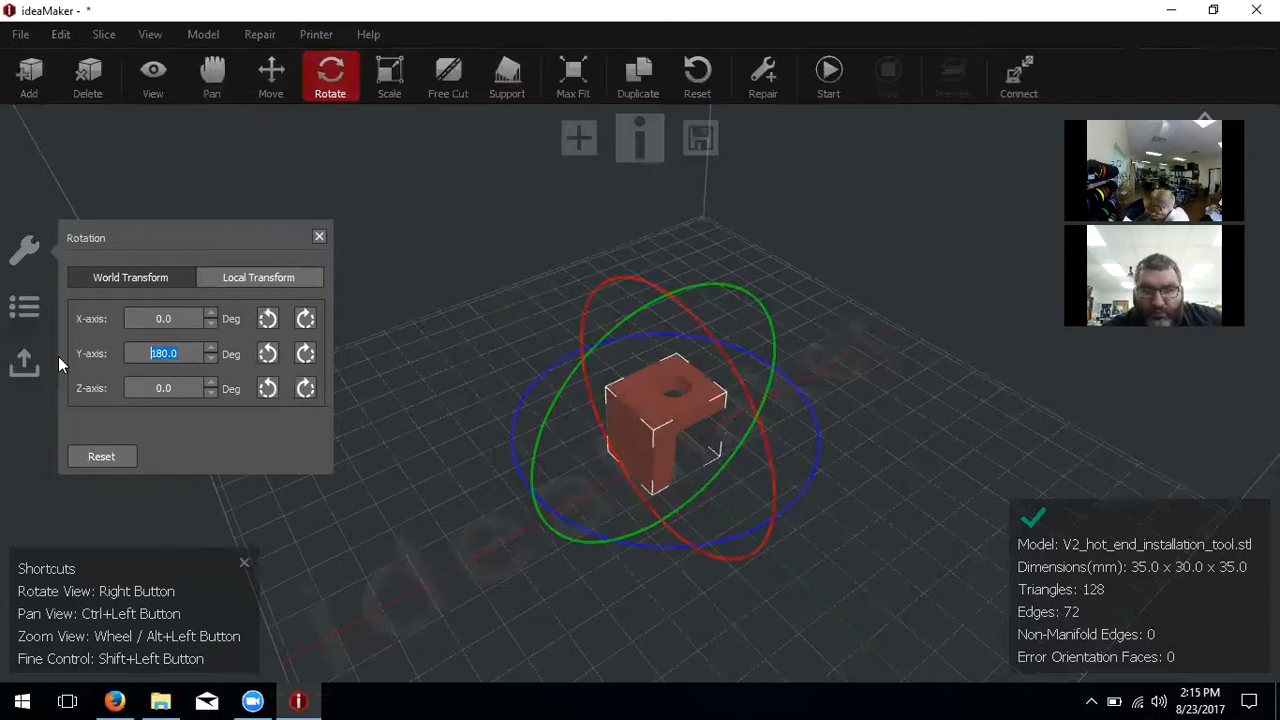 ideaMaker - *
File Edit Slice View Model Repair Printer Help
Add Delete View Pan Move Rotate Scale Free Cut Support Max Fit Duplicate Reset Repair Start Connect
Rotation
World Transform Local Transform
X-axis: 0.0 Deg
Y-axis: 180.0 Deg
Z-axis: 0.0 Deg
Reset
Shortcuts
Rotate View: Right Button
Pan View: Ctrl+Left Button
Zoom View: Wheel / Alt+Left Button
Fine Control: Shift+Left Button
Model: V2_hot_end_installation_tool.stl
Dimensions(mm): 35.0 x 30.0 x 35.0
Triangles: 128
Edges: 72
Non-Manifold Edges: 0
Error Orientation Faces: 0
2:15 PM
8/23/2017